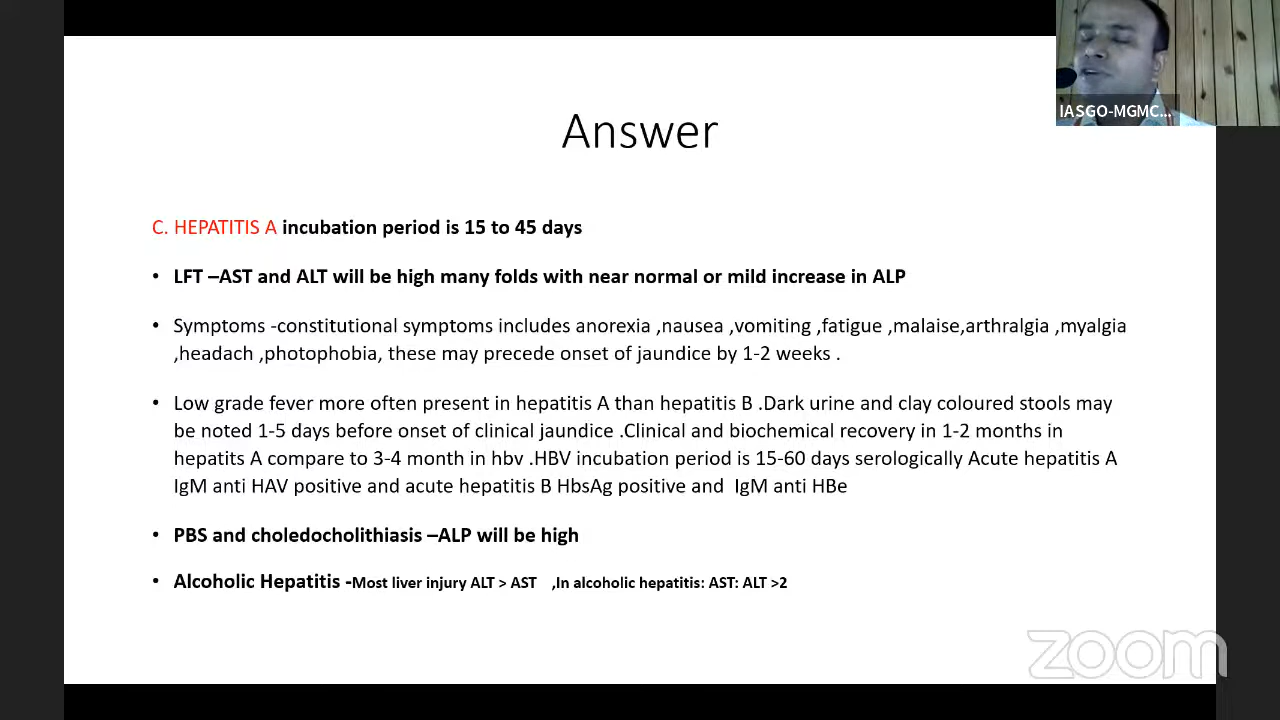 IASGO-MGMC...
Answer
C. HEPATITIS A incubation period is 15 to 45 days
• LFT –AST and ALT will be high many folds with near normal or mild increase in ALP
• Symptoms -constitutional symptoms includes anorexia ,nausea ,vomiting ,fatigue ,malaise,arthralgia ,myalgia
,headach ,photophobia, these may precede onset of jaundice by 1-2 weeks .
• Low grade fever more often present in hepatitis A than hepatitis B .Dark urine and clay coloured stools may
be noted 1-5 days before onset of clinical jaundice .Clinical and biochemical recovery in 1-2 months in
hepatits A compare to 3-4 month in hbv .HBV incubation period is 15-60 days serologically Acute hepatitis A
IgM anti HAV positive and acute hepatitis B HbsAg positive and IgM anti HBe
• PBS and choledocholithiasis –ALP will be high
• Alcoholic Hepatitis -Most liver injury ALT > AST ,In alcoholic hepatitis: AST: ALT >2
zoom